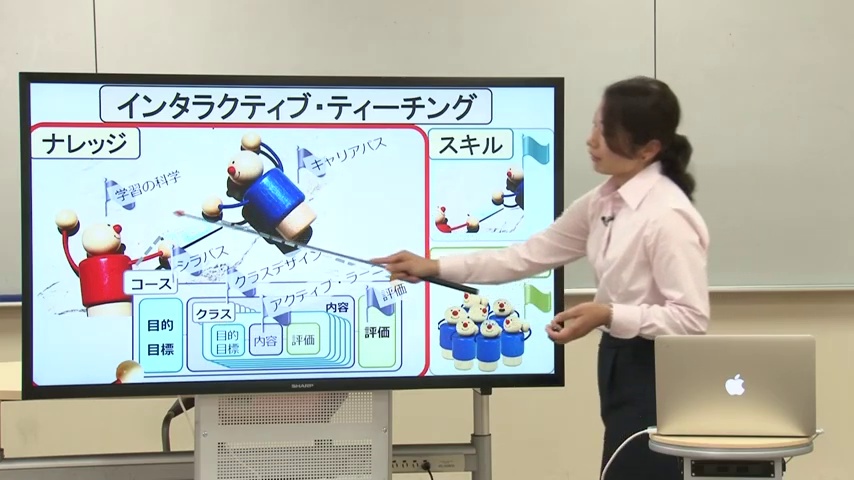 インタラクティブ・ティーチング
ナレッジ
スキル
学習の科学
キャリアパス
シラバス
クラスデザイン
アクティブ・ラーニ
評価
コース
目的
目標
クラス
内容
目的
目標
内容
評価
評価
SHARP